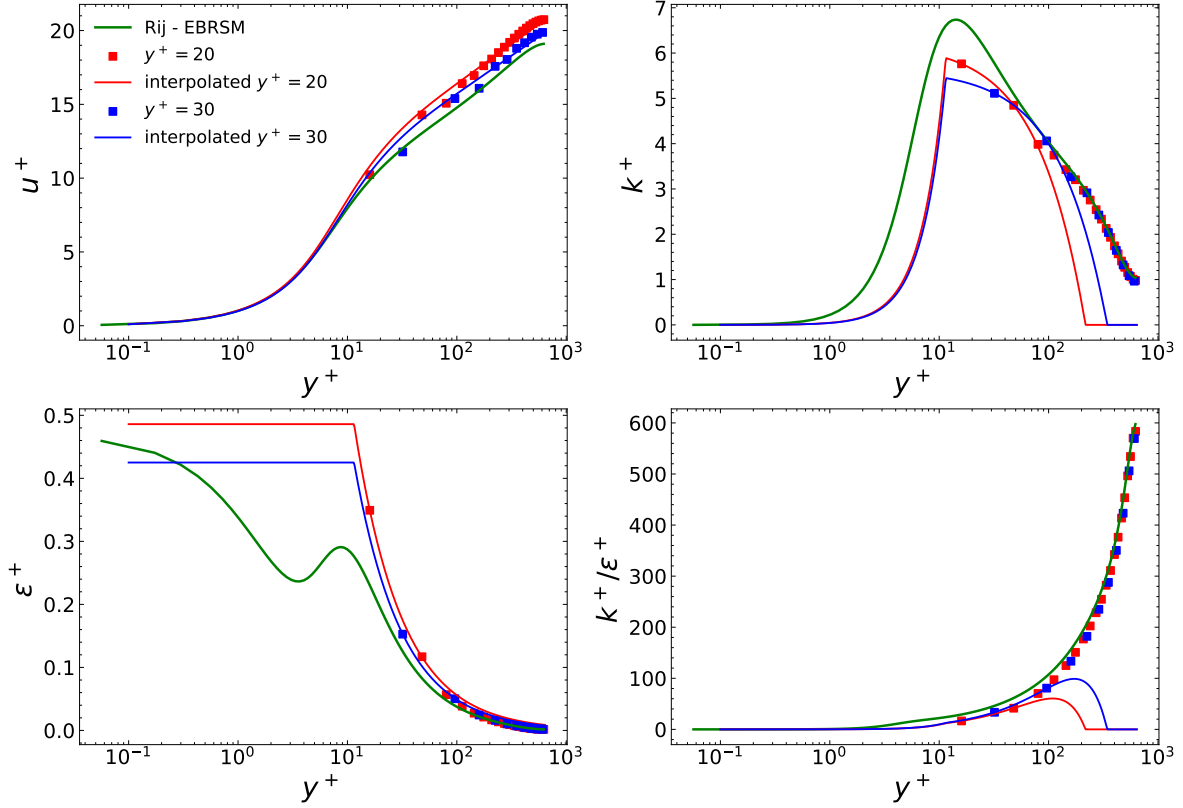 20
15
10
5
0
u⁺
Rij - EBRSM
y⁺ = 20
interpolated y⁺ = 20
y⁺ = 30
interpolated y⁺ = 30
10⁻¹ 10⁰ 10¹ 10² 10³
y⁺
7
6
5
4
3
2
1
0
k⁺
10⁻¹ 10⁰ 10¹ 10² 10³
y⁺
0.5
0.4
0.3
0.2
0.1
0.0
ε⁺
10⁻¹ 10⁰ 10¹ 10² 10³
y⁺
600
500
400
300
200
100
0
k⁺/ε⁺
10⁻¹ 10⁰ 10¹ 10² 10³
y⁺